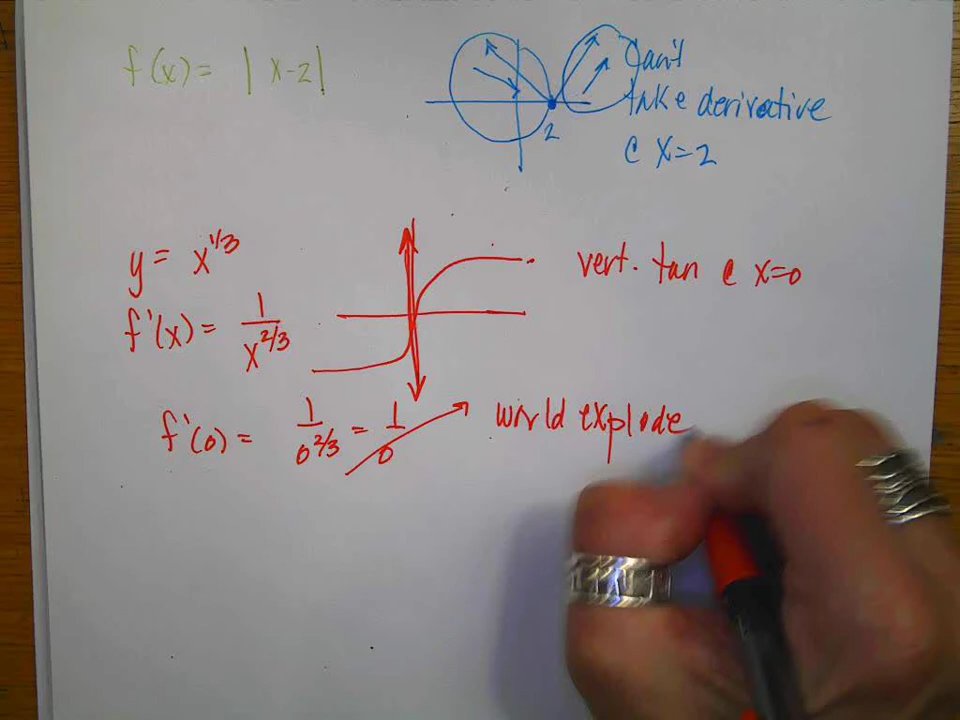 f(x) = |x-2|
2
Can't
take derivative
@ x=2
y = x^1/3
vert. tan @ x=0
f'(x) = 1/x^2/3
f'(0) = 1/0^2/3 = 1/0
world explode